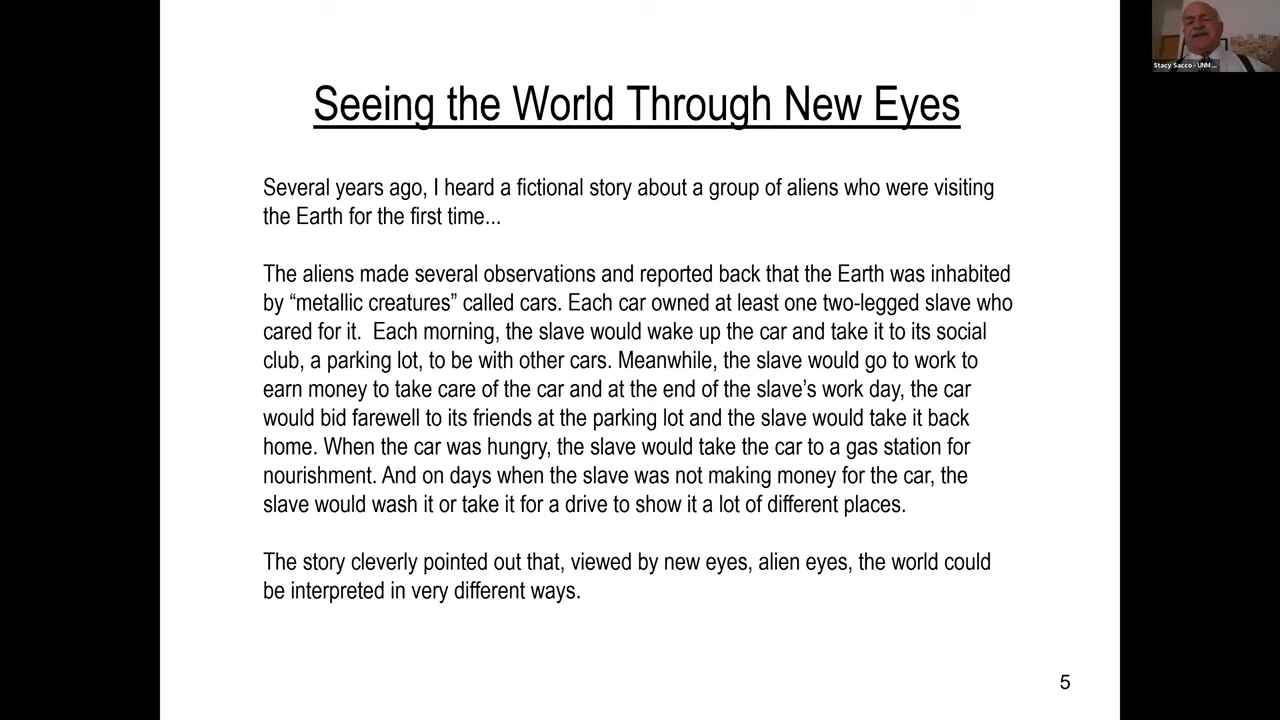 Seeing the World Through New Eyes
Several years ago, I heard a fictional story about a group of aliens who were visiting
the Earth for the first time...
The aliens made several observations and reported back that the Earth was inhabited
by “metallic creatures” called cars. Each car owned at least one two-legged slave who
cared for it.  Each morning, the slave would wake up the car and take it to its social
club, a parking lot, to be with other cars. Meanwhile, the slave would go to work to
earn money to take care of the car and at the end of the slave’s work day, the car
would bid farewell to its friends at the parking lot and the slave would take it back
home. When the car was hungry, the slave would take the car to a gas station for
nourishment. And on days when the slave was not making money for the car, the
slave would wash it or take it for a drive to show it a lot of different places.
The story cleverly pointed out that, viewed by new eyes, alien eyes, the world could
be interpreted in very different ways.
5
Stacy Sacco - UNM ...